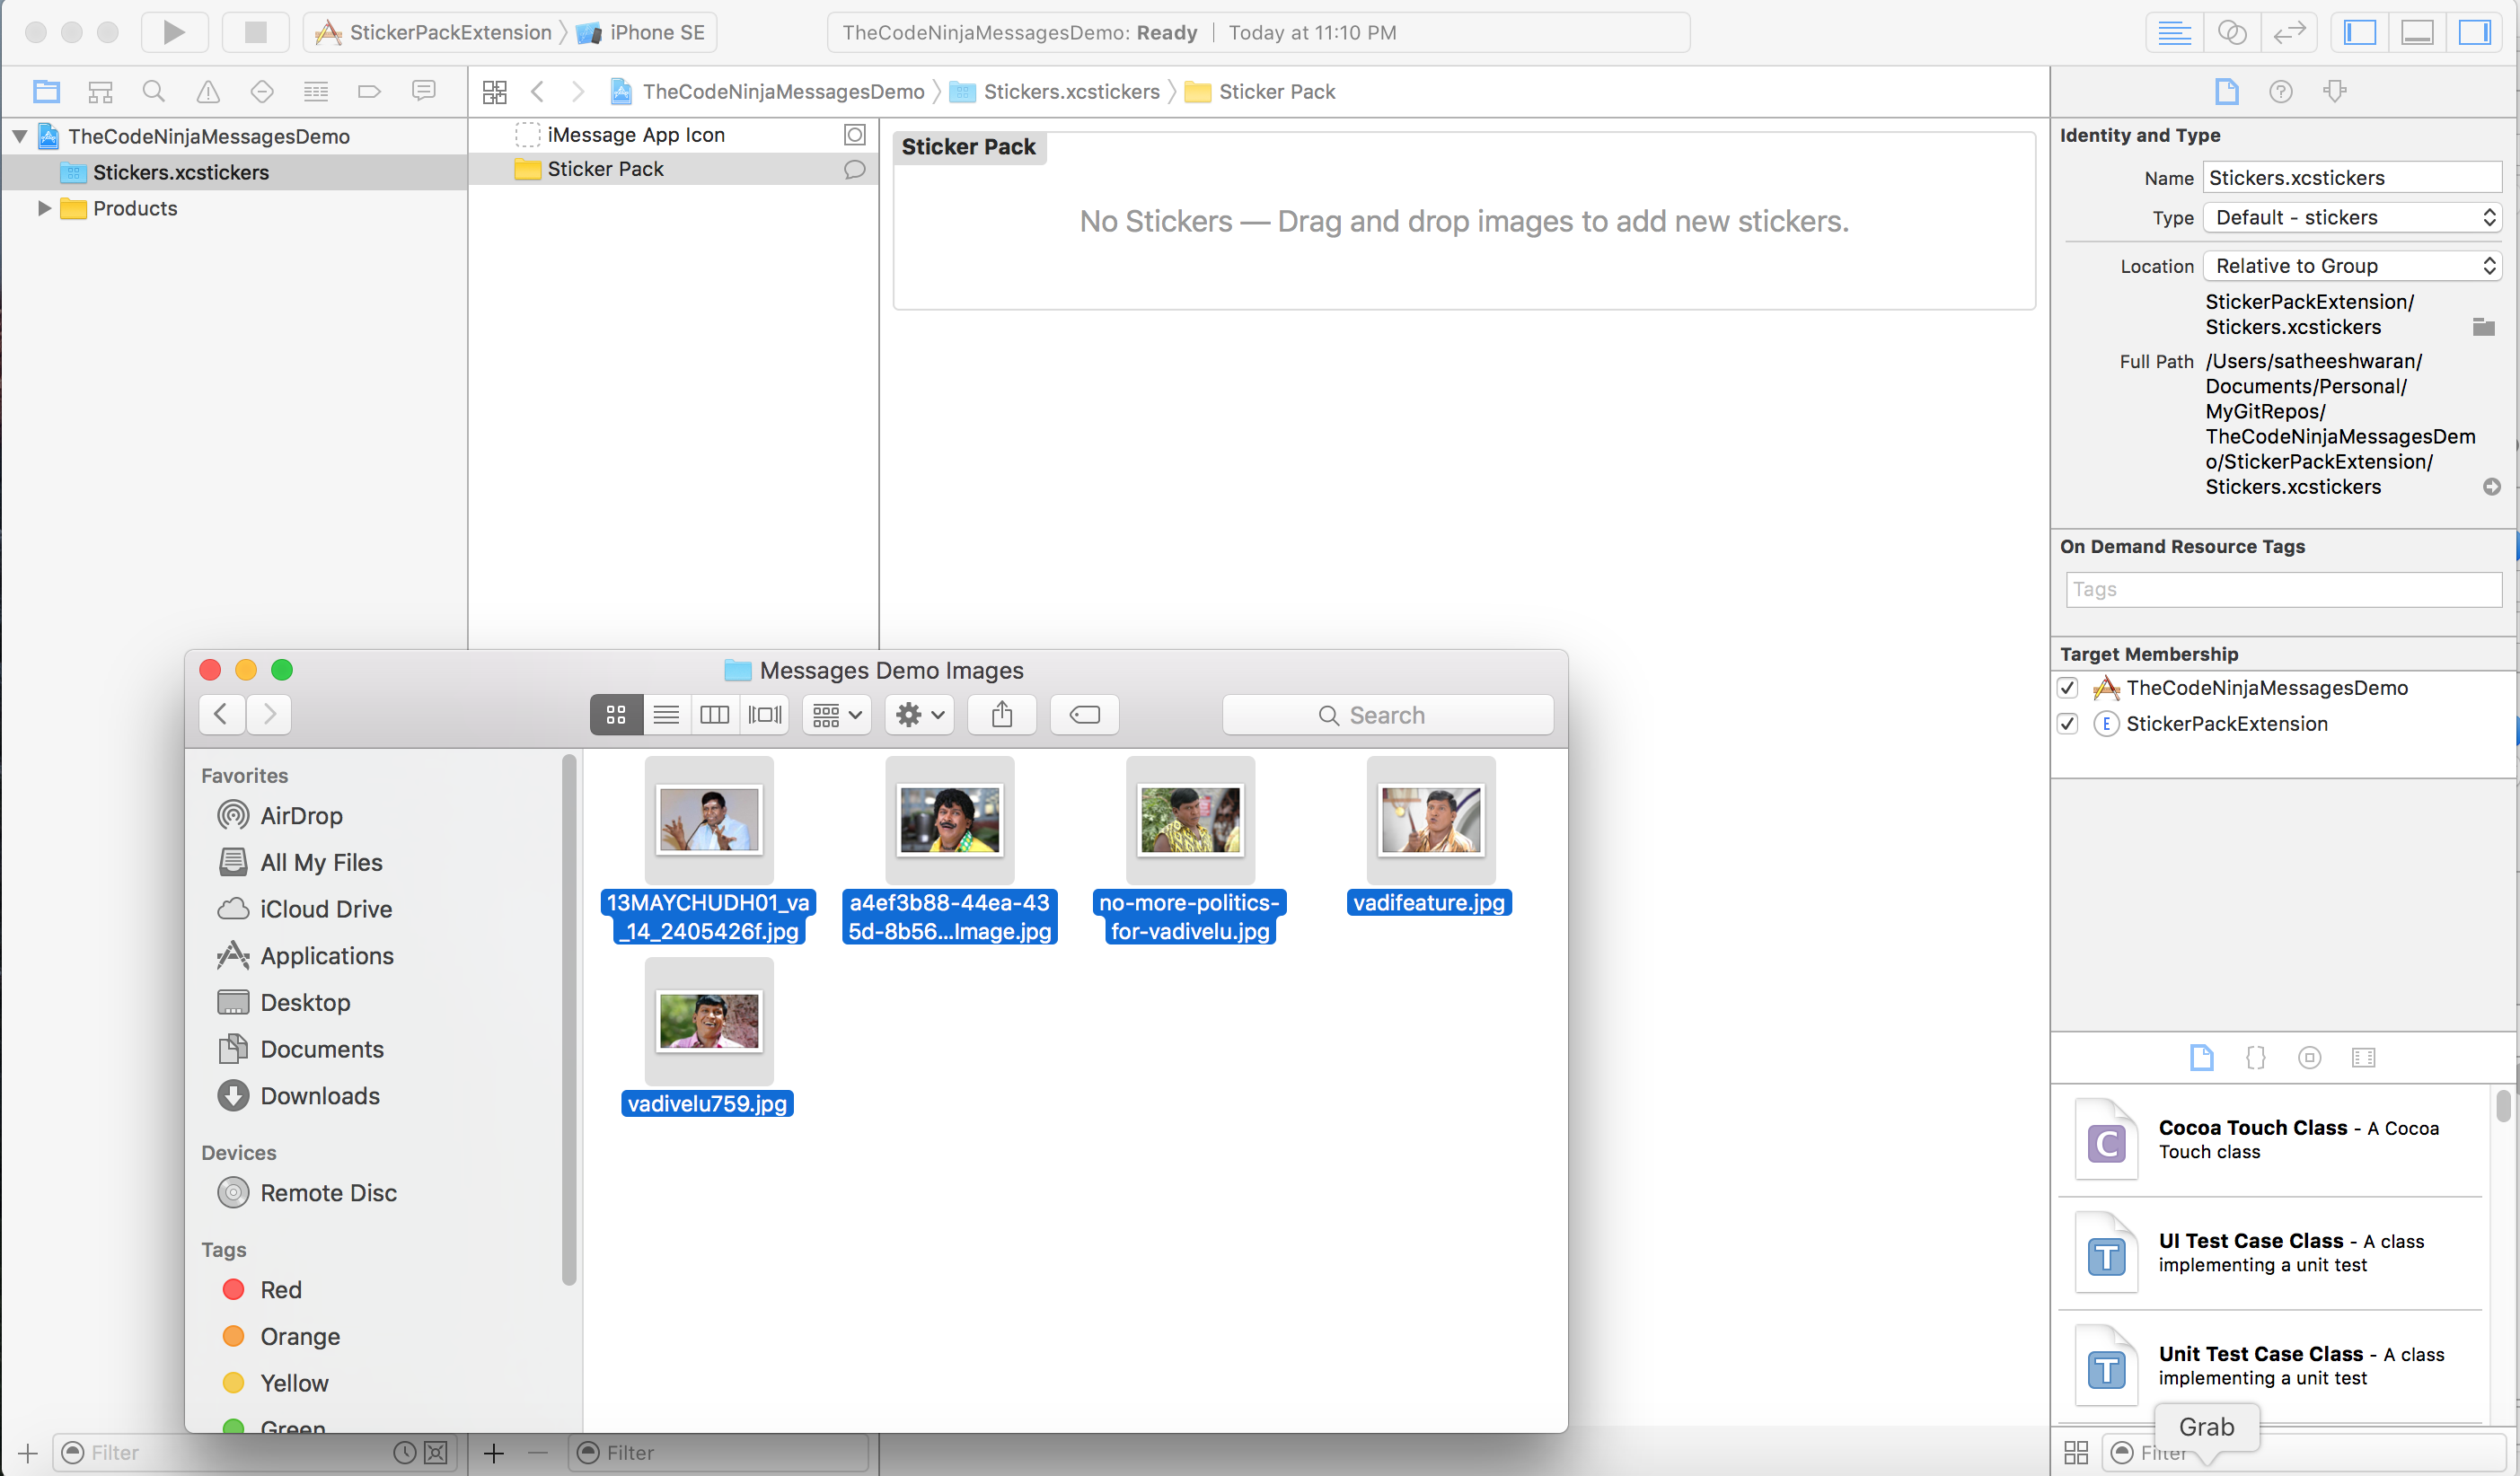 StickerPackExtension iPhone SE
TheCodeNinjaMessagesDemo: Ready | Today at 11:10 PM
TheCodeNinjaMessagesDemo Stickers.xcstickers Sticker Pack
TheCodeNinjaMessagesDemo
Stickers.xcstickers
Products
iMessage App Icon
Sticker Pack
Sticker Pack
No Stickers — Drag and drop images to add new stickers.
Identity and Type
Name Stickers.xcstickers
Type Default - stickers
Location Relative to Group
StickerPackExtension/
Stickers.xcstickers
Full Path /Users/satheeshwaran/
Documents/Personal/
MyGitRepos/
TheCodeNinjaMessagesDem
o/StickerPackExtension/
Stickers.xcstickers
On Demand Resource Tags
Tags
Target Membership
TheCodeNinjaMessagesDemo
E StickerPackExtension
Messages Demo Images
Search
Favorites
AirDrop
All My Files
iCloud Drive
Applications
Desktop
Documents
Downloads
Devices
Remote Disc
Tags
Red
Orange
Yellow
Green
13MAYCHUDH01_va
_14_2405426f.jpg
a4ef3b88-44ea-43
5d-8b56...Image.jpg
no-more-politics-
for-vadivelu.jpg
vadifeature.jpg
vadivelu759.jpg
C
Cocoa Touch Class - A Cocoa
Touch class
T
UI Test Case Class - A class
implementing a unit test
T
Unit Test Case Class - A class
implementing a unit test
Grab
Filter
Filter
Filter